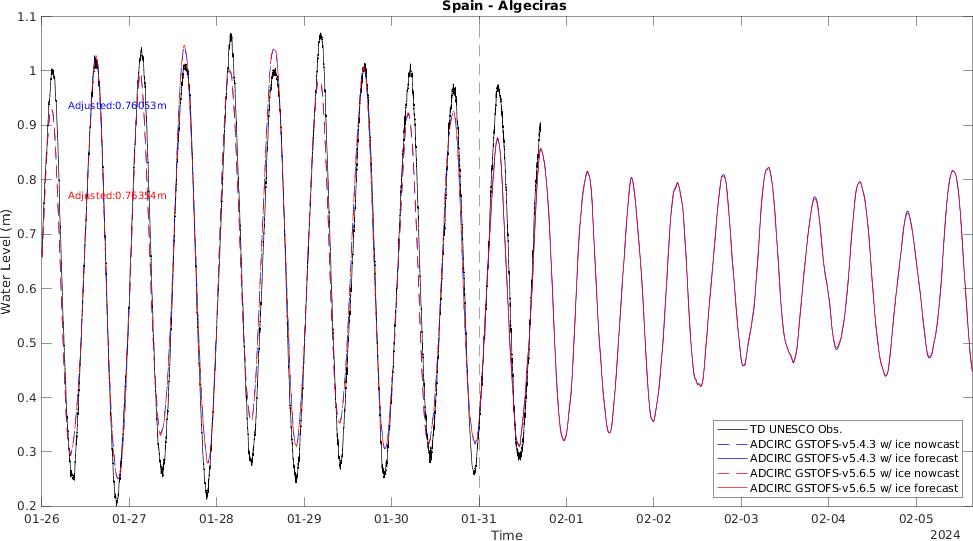 Spain - Algeciras
1.1
1
0.9
0.8
0.7
0.6
0.5
0.4
0.3
0.2
Water Level (m)
Adjusted:0.76053m
Adjusted:0.76354m
TD UNESCO Obs.
ADCIRC GSTOFS-v5.4.3 w/ ice nowcast
ADCIRC GSTOFS-v5.4.3 w/ ice forecast
ADCIRC GSTOFS-v5.6.5 w/ ice nowcast
ADCIRC GSTOFS-v5.6.5 w/ ice forecast
01-26 01-27 01-28 01-29 01-30 01-31 02-01 02-02 02-03 02-04 02-05
Time
2024